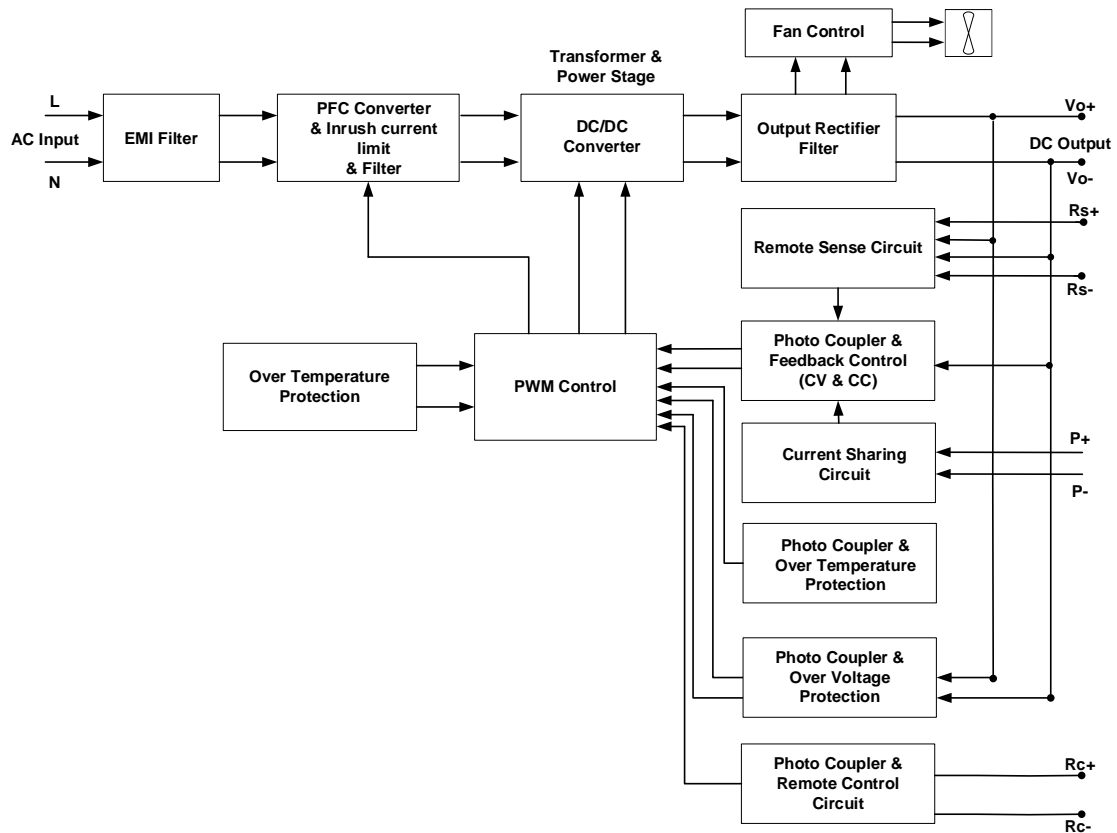 Fan Control
Transformer &
Power Stage
L
AC Input
N
EMI Filter
PFC Converter
& Inrush current
limit
& Filter
DC/DC
Converter
Output Rectifier
Filter
Vo+
DC Output
Vo-
Rs+
Remote Sense Circuit
Rs-
Over Temperature
Protection
PWM Control
Photo Coupler &
Feedback Control
(CV & CC)
Current Sharing
Circuit
P+
P-
Photo Coupler &
Over Temperature
Protection
Photo Coupler &
Over Voltage
Protection
Photo Coupler &
Remote Control
Circuit
Rc+
Rc-